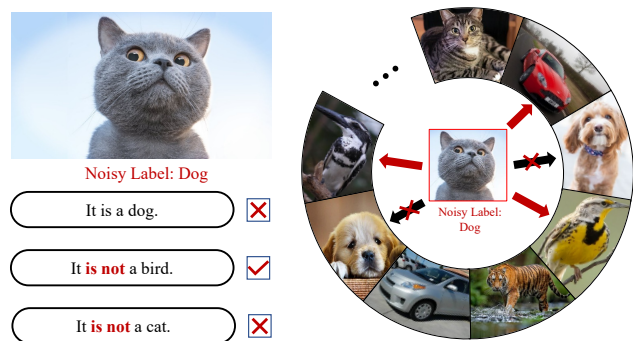 Noisy Label: Dog
It is a dog.
It is not a bird.
It is not a cat.
Noisy Label:
Dog